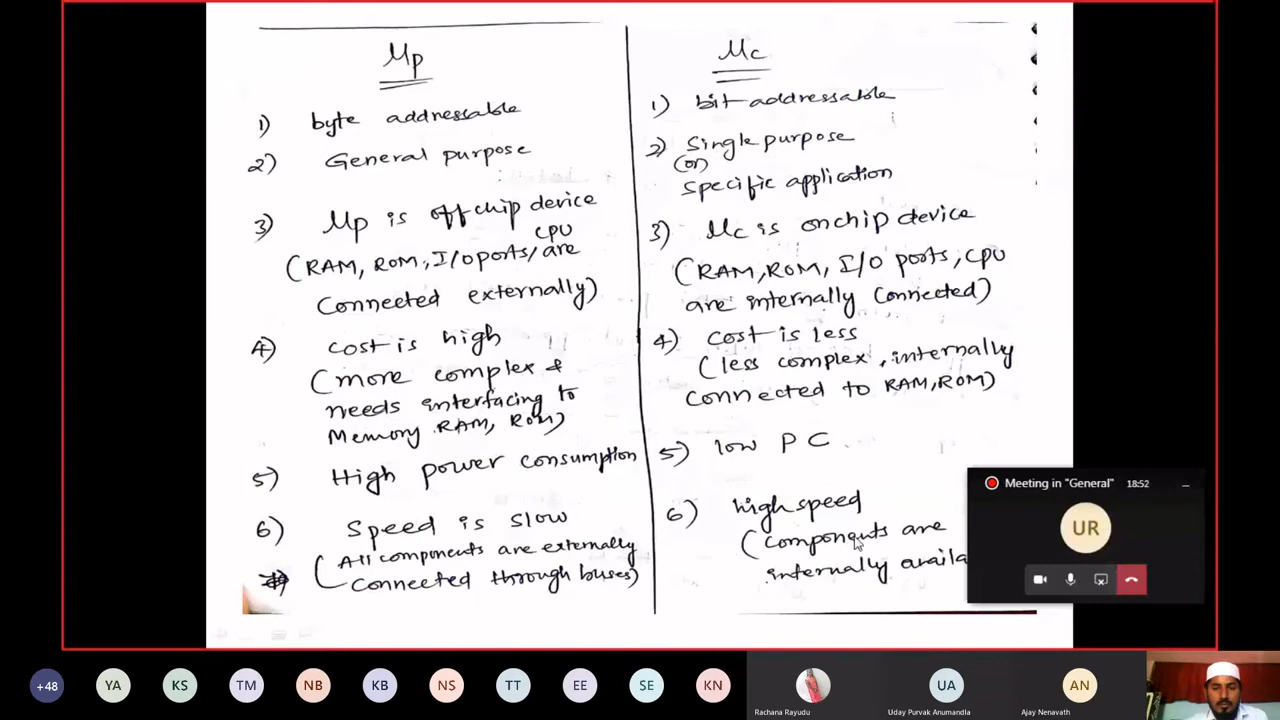 Mp
1) byte addressable
2) General purpose
3) Mp is offchip device
CPU
(RAM, ROM, I/O ports/ are
Connected externally)
4) cost is high
(more complex &
needs interfacing to
Memory RAM, ROM)
5) High power consumption
6) Speed is slow
(All components are externally
connected through buses)
Mc
1) bit addressable
2) Single purpose
(or)
specific application
3) Mc is onchip device
(RAM, ROM, I/O ports, CPU
are internally connected)
4) cost is less
(less complex, internally
connected to RAM, ROM)
5) low P C
6) high speed
(components are
internally availa
Meeting in "General" 18:52
UR
+48 YA KS TM NB KB NS TT EE SE KN UA AN
Rachana Rayudu Uday Purvak Anumandla Ajay Nenavath